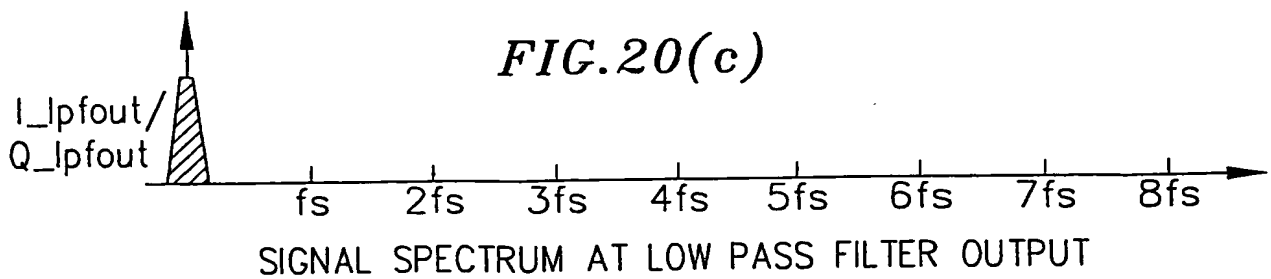 FIG.20(c)
I_lpfout/
Q_lpfout
fs 2fs 3fs 4fs 5fs 6fs 7fs 8fs
SIGNAL SPECTRUM AT LOW PASS FILTER OUTPUT